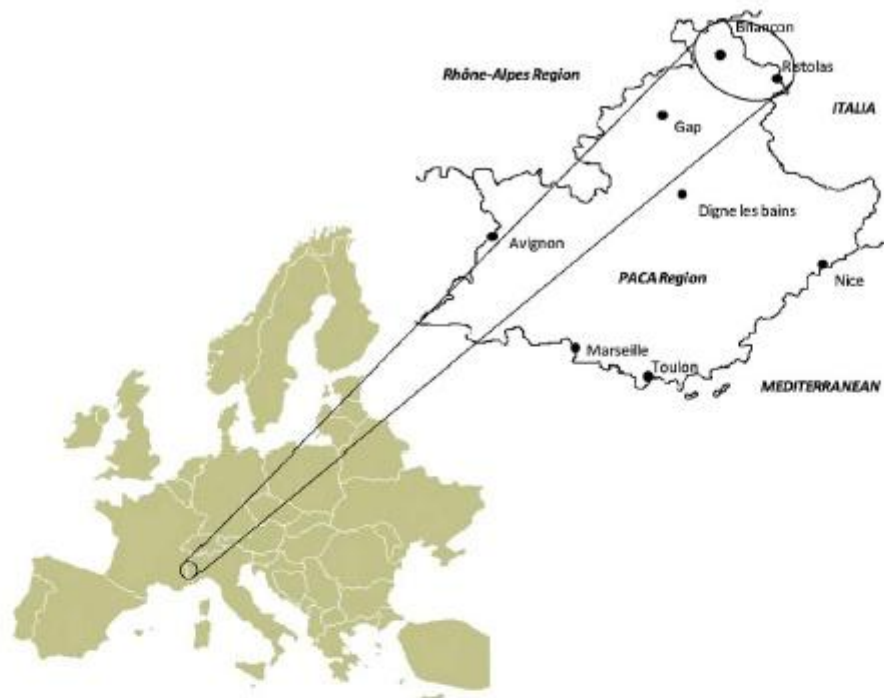 Briançon
Rhône-Alpes Region
Ristolas
ITALIA
Gap
Digne les bains
Avignon
PACA Region
Nice
Marseille
Toulon
MEDITERRANEAN